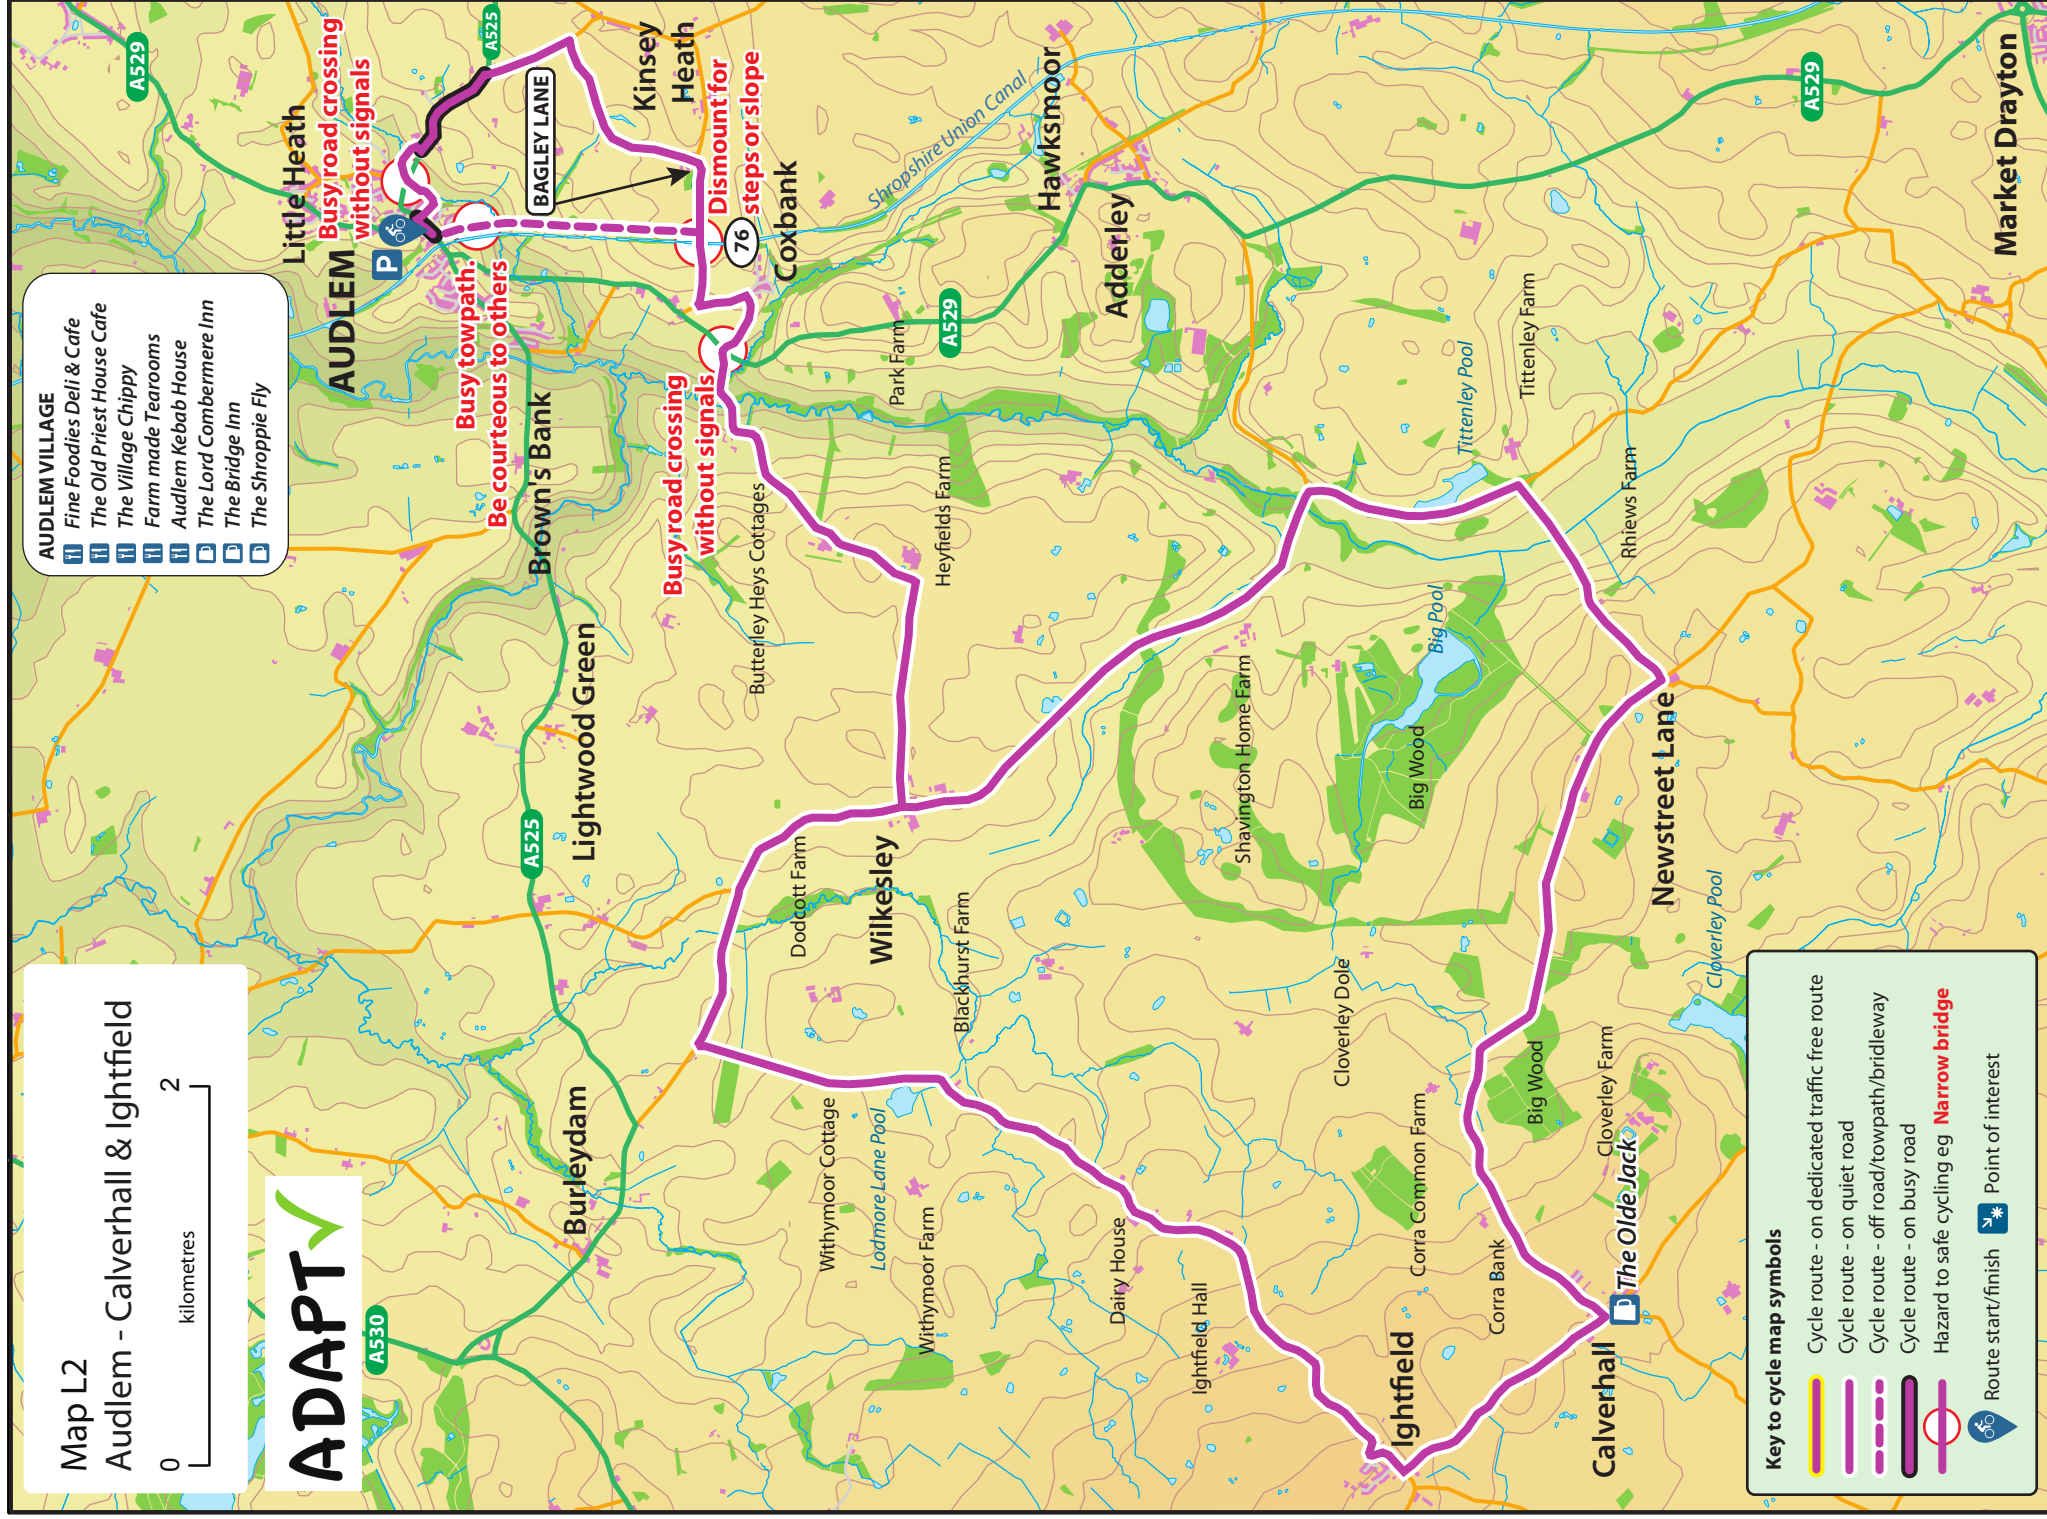 Map L2
Audlem - Calverhall & Ightfield
0
kilometres
2
ADAPT
AUDLEM VILLAGE
Fine Foodies Deli & Cafe
The Old Priest House Cafe
The Village Chippy
Farm made Tearooms
Audlem Kebab House
The Lord Combermere Inn
The Bridge Inn
The Shroppie Fly
A529
Little Heath
Busy road crossing
without signals
AUDLEM
P
A525
BAGLEY LANE
Kinsey
Heath
Dismount for
steps or slope
76
Coxbank
Busy towpath.
Be courteous to others
Brown's Bank
Busy road crossing
without signals
Shropshire Union Canal
Hawksmoor
Adderley
A529
Park Farm
A529
Market Drayton
Tittenley Farm
Tittenley Pool
Rhiews Farm
Heyfields Farm
Butterley Heys Cottages
Lightwood Green
A525
Burleydam
A530
Dodcott Farm
Wilkesley
Blackhurst Farm
Shavington Home Farm
Big Pool
Big Wood
Newstreet Lane
Cloverley Pool
Cloverley Dole
Withymoor Cottage
Lodmore Lane Pool
Withymoor Farm
Dairy House
Ightfield Hall
Ightfield
Corra Common Farm
Corra Bank
Big Wood
Cloverley Farm
The Olde Jack
Calverhall
Key to cycle map symbols
Cycle route - on dedicated traffic free route
Cycle route - on quiet road
Cycle route - off road/towpath/bridleway
Cycle route - on busy road
Hazard to safe cycling eg Narrow bridge
Route start/finish
Point of interest